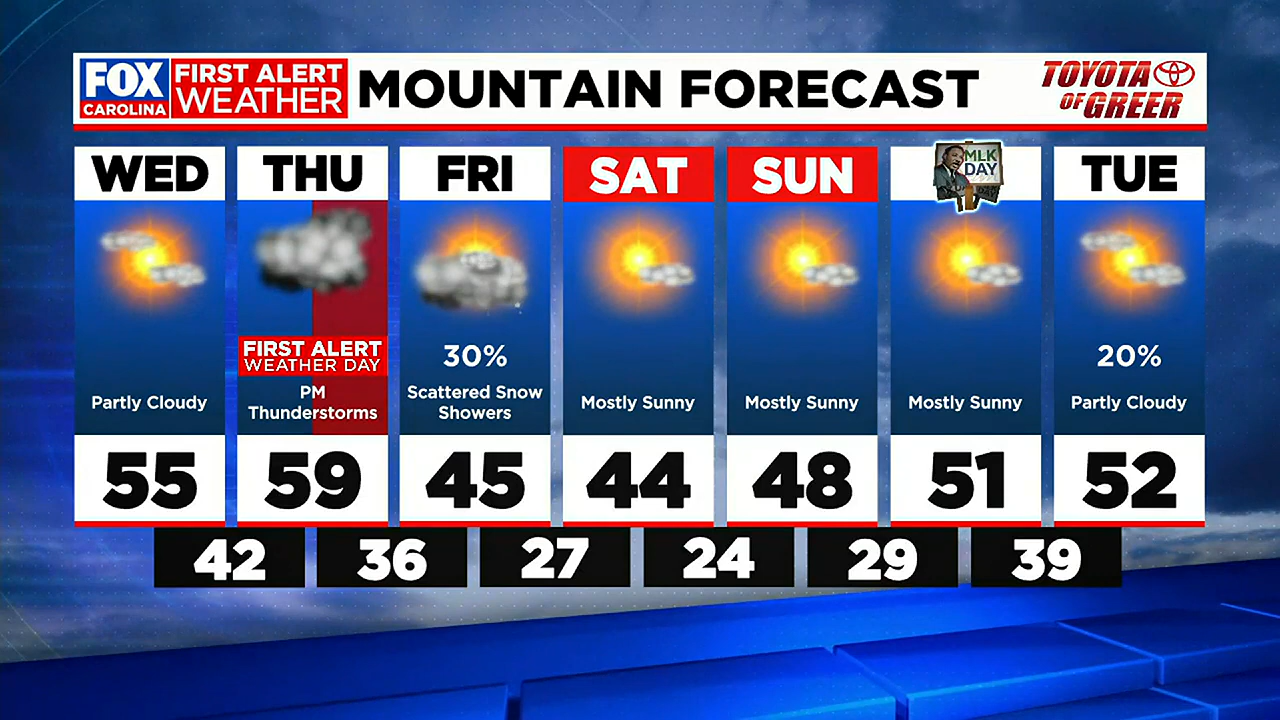 FOX
CAROLINA
FIRST ALERT
WEATHER
MOUNTAIN FORECAST
TOYOTA
OF GREER
WED
THU
FRI
SAT
SUN
MLK
DAY
TUE
FIRST ALERT
WEATHER DAY
30%
20%
Partly Cloudy
PM
Thunderstorms
Scattered Snow
Showers
Mostly Sunny
Mostly Sunny
Mostly Sunny
Partly Cloudy
55
59
45
44
48
51
52
42
36
27
24
29
39